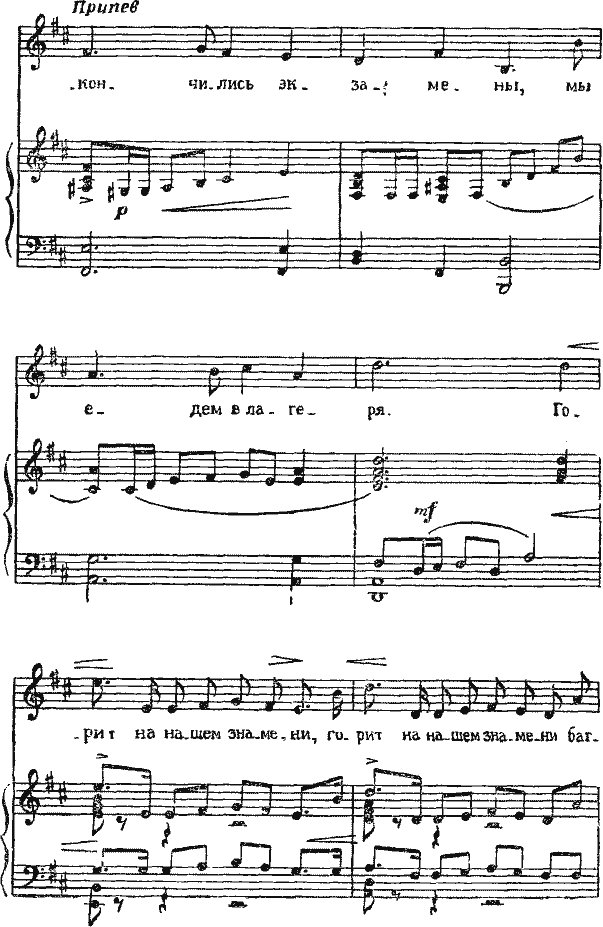 Припев
-кон- чи-лись эк- за- ме- ны, мы
p
е- дем в ла- ге- ря. Го-
mf
-рит на на-шем зна-ме-ни, го-рит на на-шем зна-ме-ни баг-